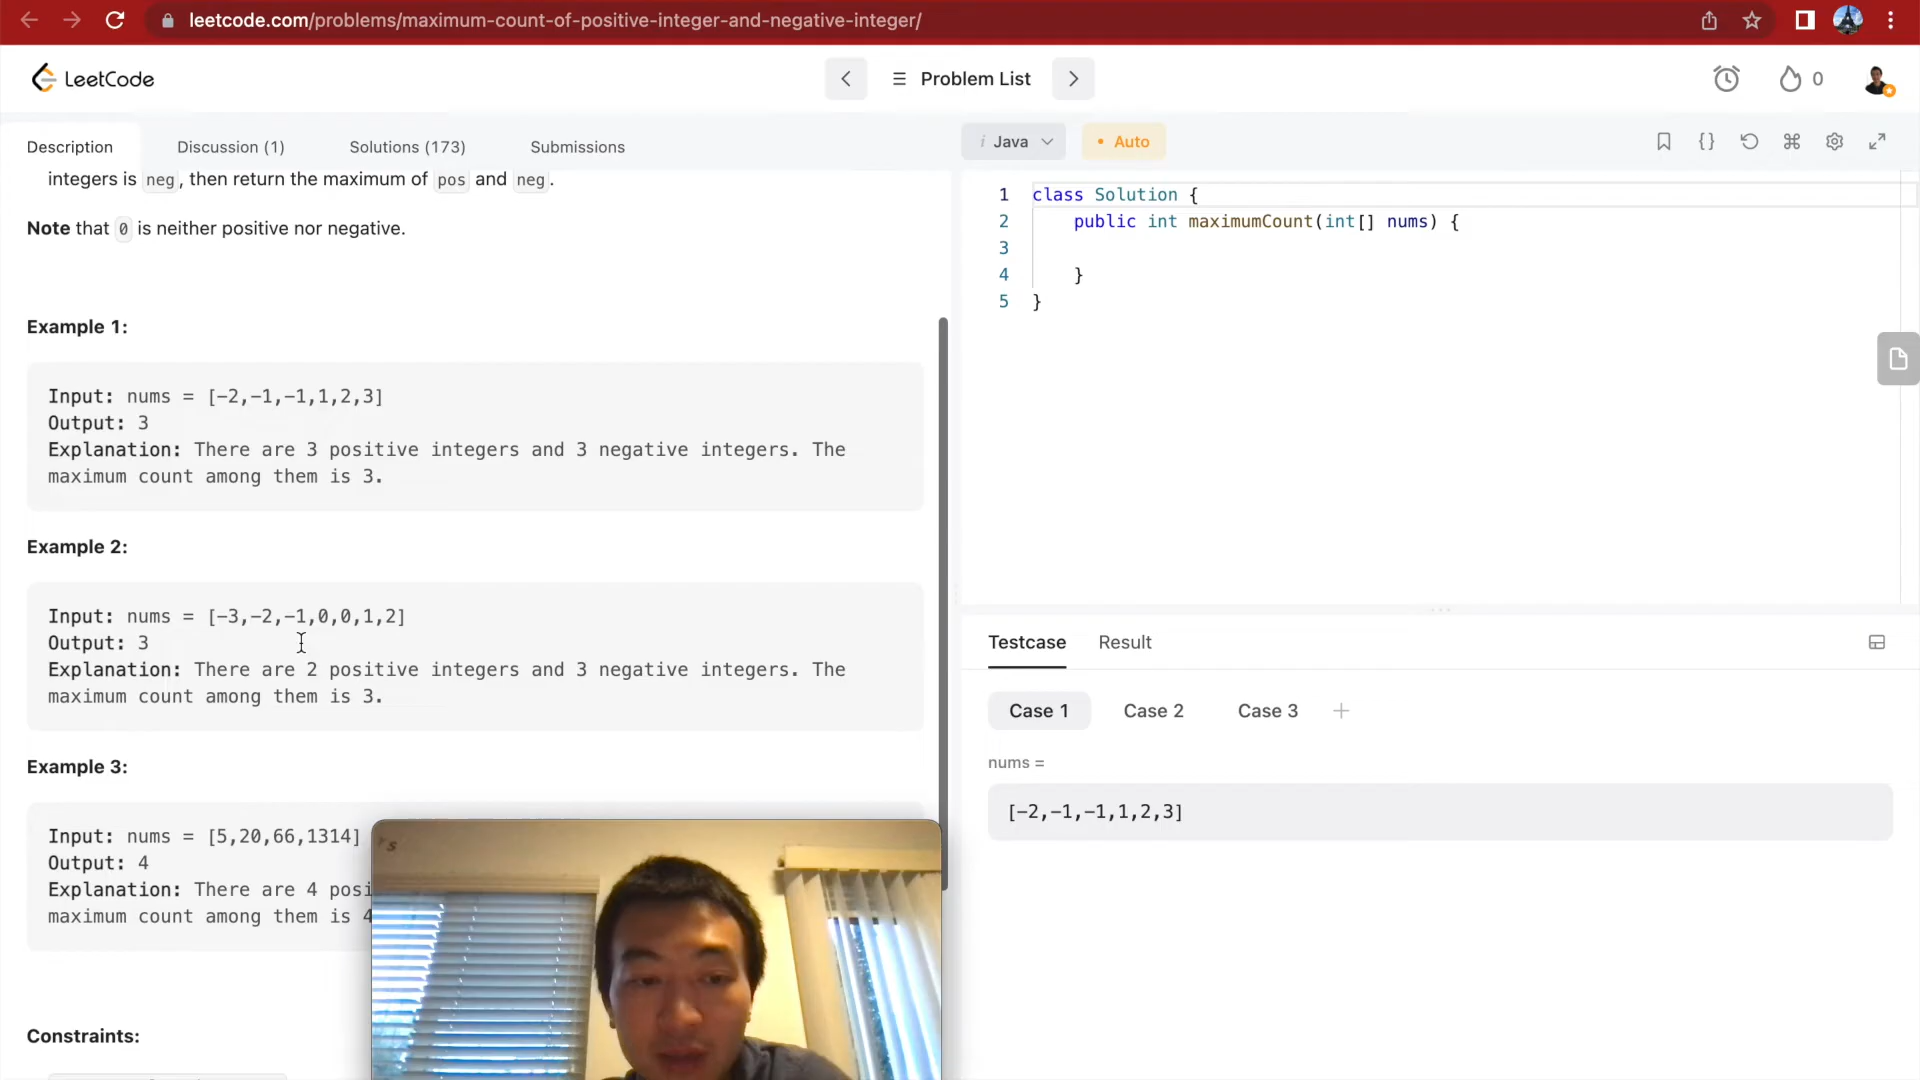 leetcode.com/problems/maximum-count-of-positive-integer-and-negative-integer/
LeetCode
Problem List
0
Description
Discussion (1)
Solutions (173)
Submissions
i Java
• Auto
integers is neg, then return the maximum of pos and neg.
Note that 0 is neither positive nor negative.
Example 1:
Input: nums = [-2,-1,-1,1,2,3]
Output: 3
Explanation: There are 3 positive integers and 3 negative integers. The
maximum count among them is 3.
Example 2:
Input: nums = [-3,-2,-1,0,0,1,2]
Output: 3
Explanation: There are 2 positive integers and 3 negative integers. The
maximum count among them is 3.
Example 3:
Input: nums = [5,20,66,1314]
Output: 4
Explanation: There are 4 posi
maximum count among them is 4
Constraints:
1 class Solution {
2 public int maximumCount(int[] nums) {
3
4 }
5 }
Testcase
Result
Case 1
Case 2
Case 3
nums =
[-2,-1,-1,1,2,3]